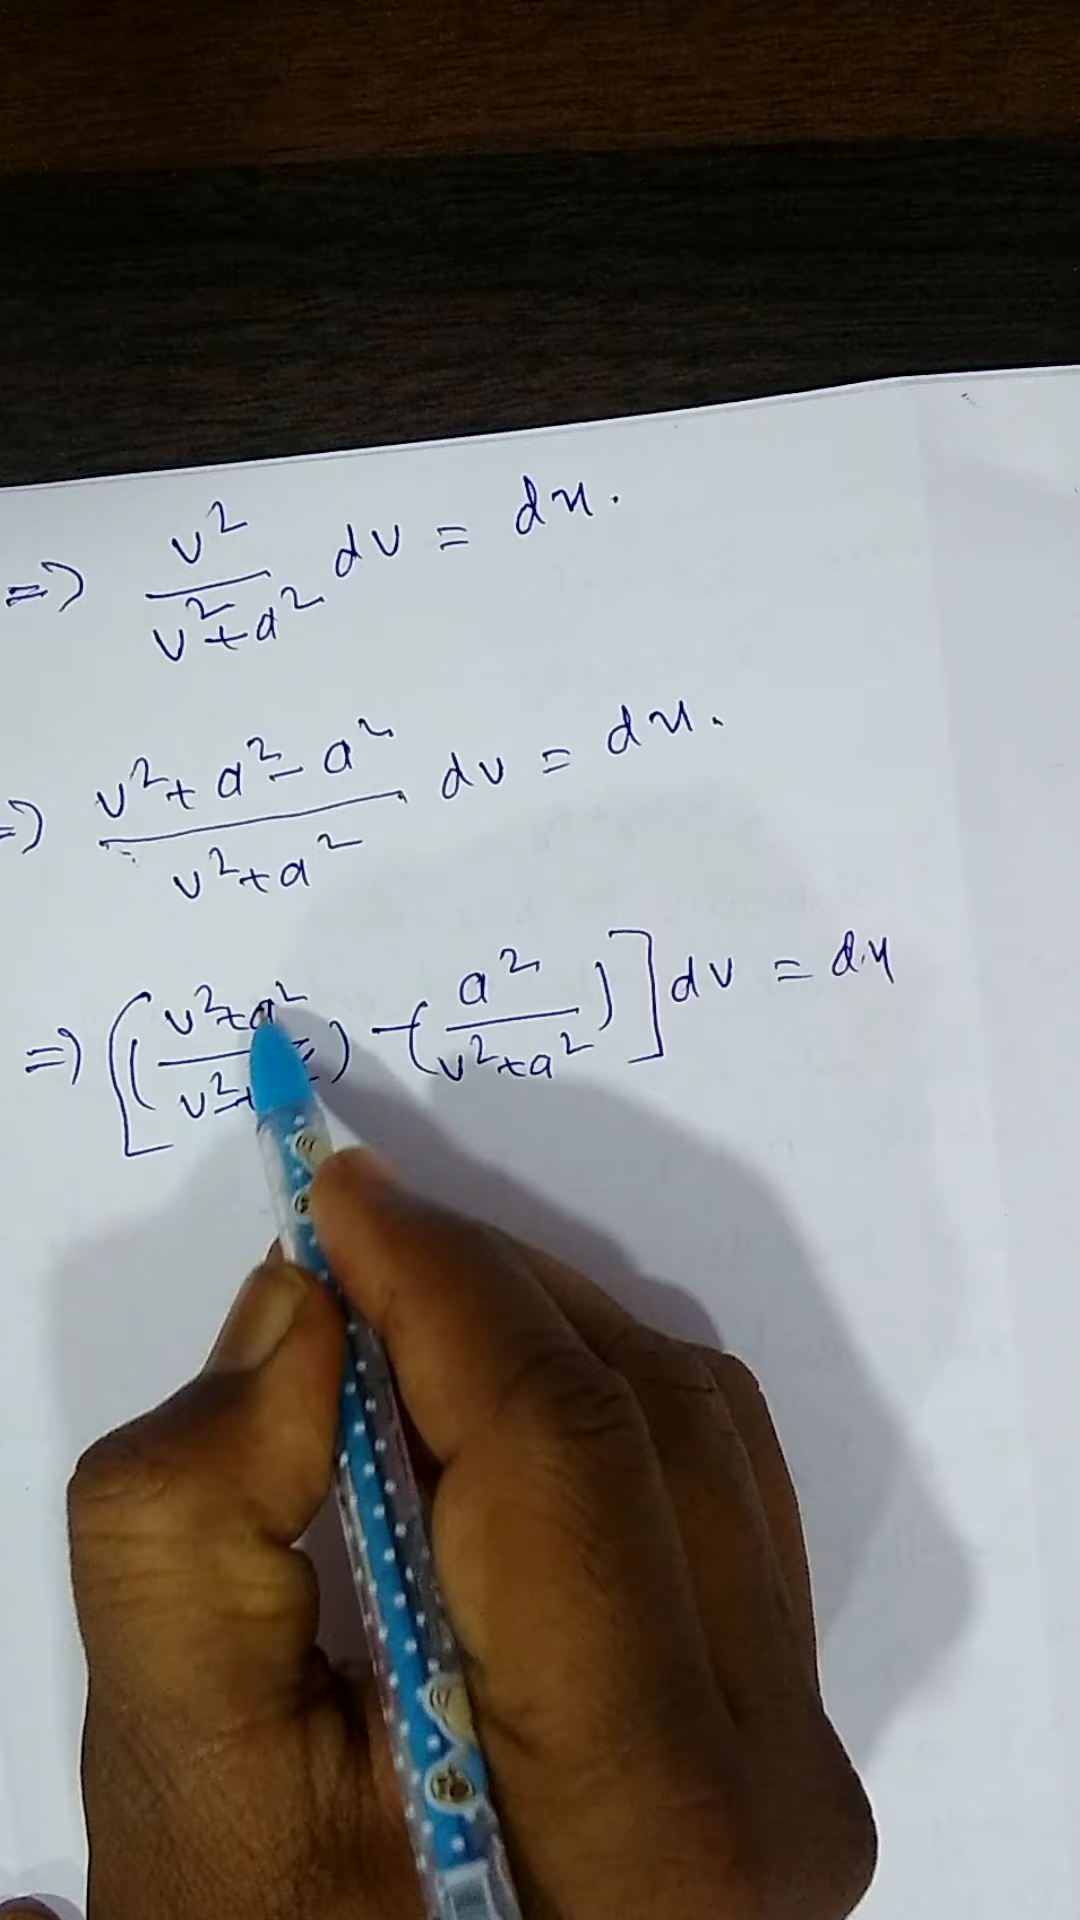 => v²/(v²+a²) dv = dx.
=> (v²+a²-a²)/(v²+a²) dv = dx.
=> [((v²+a²)/(v²+a²)) - (a²/(v²+a²))] dv = dx